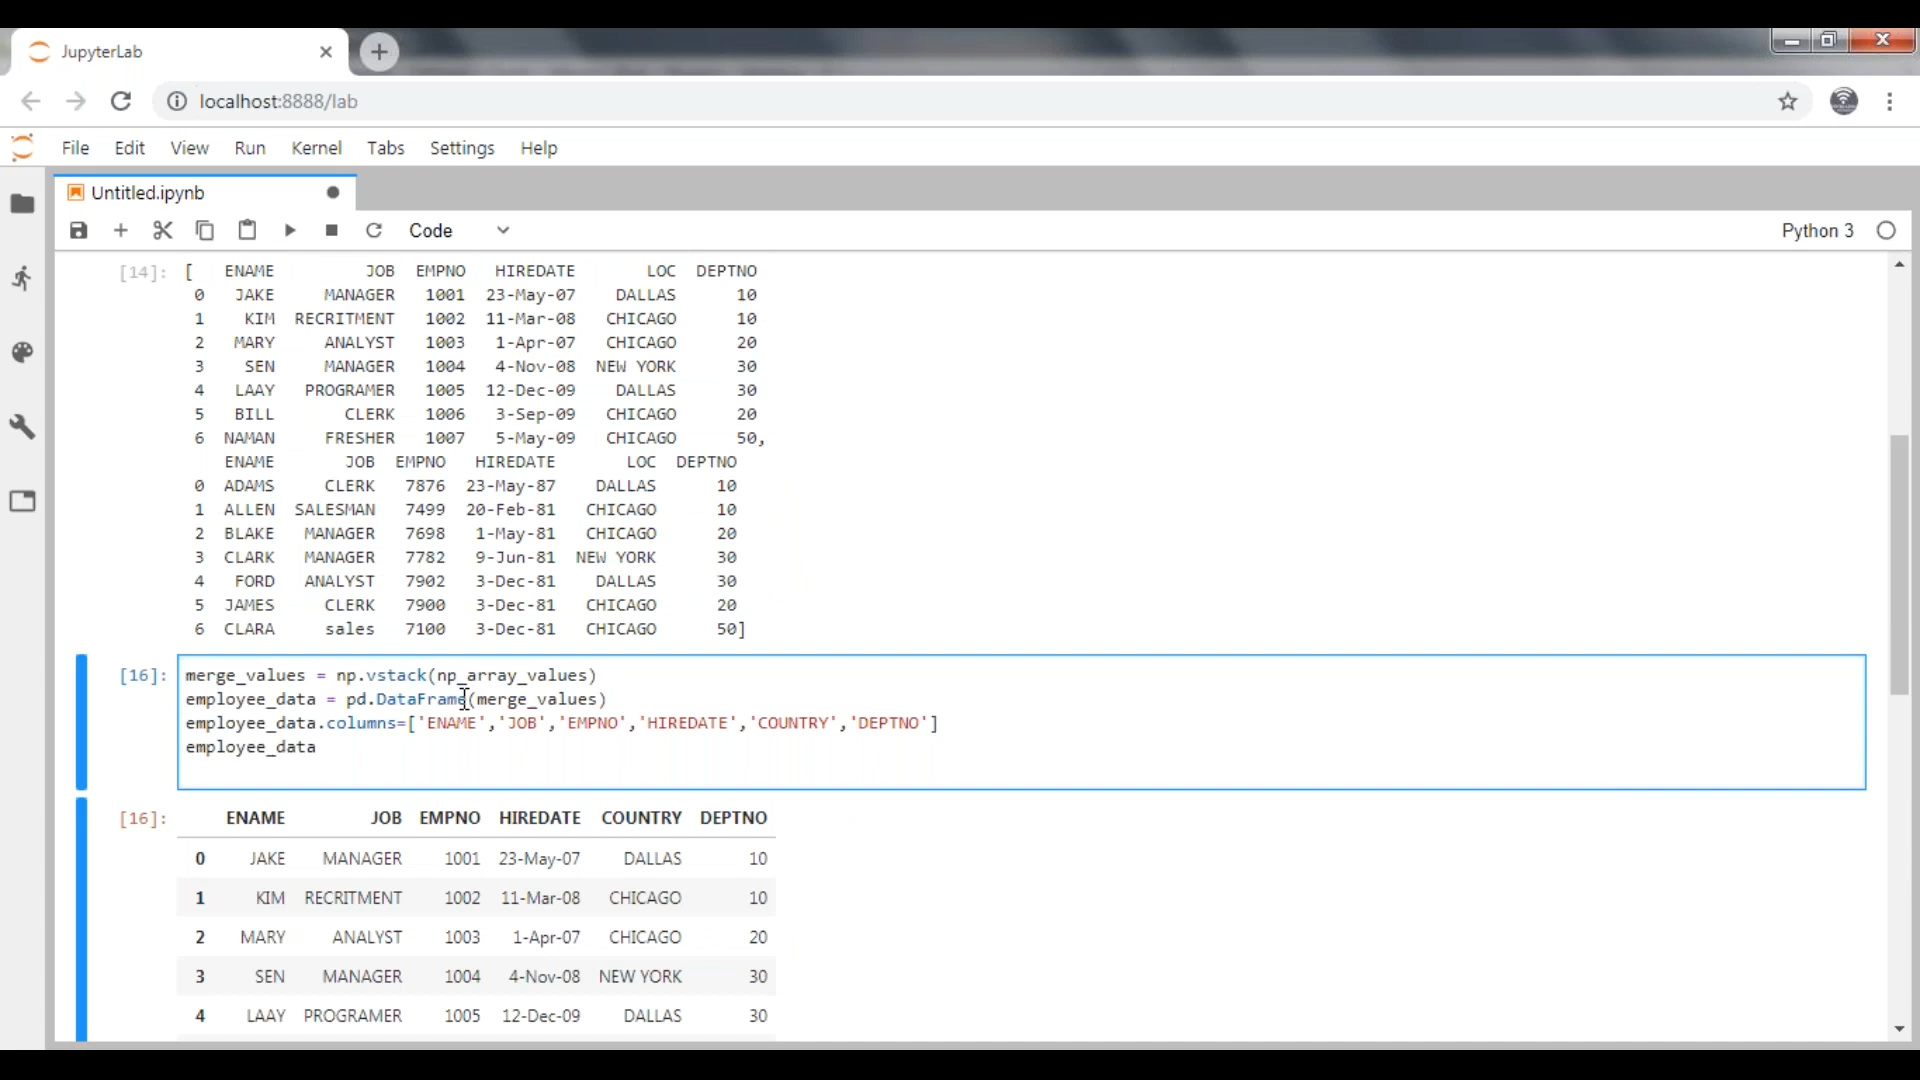 JupyterLab
localhost:8888/lab
File Edit View Run Kernel Tabs Settings Help
Untitled.ipynb
Code Python 3
[14]: [ ENAME JOB EMPNO HIREDATE LOC DEPTNO
0 JAKE MANAGER 1001 23-May-07 DALLAS 10
1 KIM RECRITMENT 1002 11-Mar-08 CHICAGO 10
2 MARY ANALYST 1003 1-Apr-07 CHICAGO 20
3 SEN MANAGER 1004 4-Nov-08 NEW YORK 30
4 LAAY PROGRAMER 1005 12-Dec-09 DALLAS 30
5 BILL CLERK 1006 3-Sep-09 CHICAGO 20
6 NAMAN FRESHER 1007 5-May-09 CHICAGO 50,
ENAME JOB EMPNO HIREDATE LOC DEPTNO
0 ADAMS CLERK 7876 23-May-87 DALLAS 10
1 ALLEN SALESMAN 7499 20-Feb-81 CHICAGO 10
2 BLAKE MANAGER 7698 1-May-81 CHICAGO 20
3 CLARK MANAGER 7782 9-Jun-81 NEW YORK 30
4 FORD ANALYST 7902 3-Dec-81 DALLAS 30
5 JAMES CLERK 7900 3-Dec-81 CHICAGO 20
6 CLARA sales 7100 3-Dec-81 CHICAGO 50]
[16]: merge_values = np.vstack(np_array_values)
employee_data = pd.DataFrame(merge_values)
employee_data.columns=['ENAME','JOB','EMPNO','HIREDATE','COUNTRY','DEPTNO']
employee_data
[16]: ENAME JOB EMPNO HIREDATE COUNTRY DEPTNO
0 JAKE MANAGER 1001 23-May-07 DALLAS 10
1 KIM RECRITMENT 1002 11-Mar-08 CHICAGO 10
2 MARY ANALYST 1003 1-Apr-07 CHICAGO 20
3 SEN MANAGER 1004 4-Nov-08 NEW YORK 30
4 LAAY PROGRAMER 1005 12-Dec-09 DALLAS 30